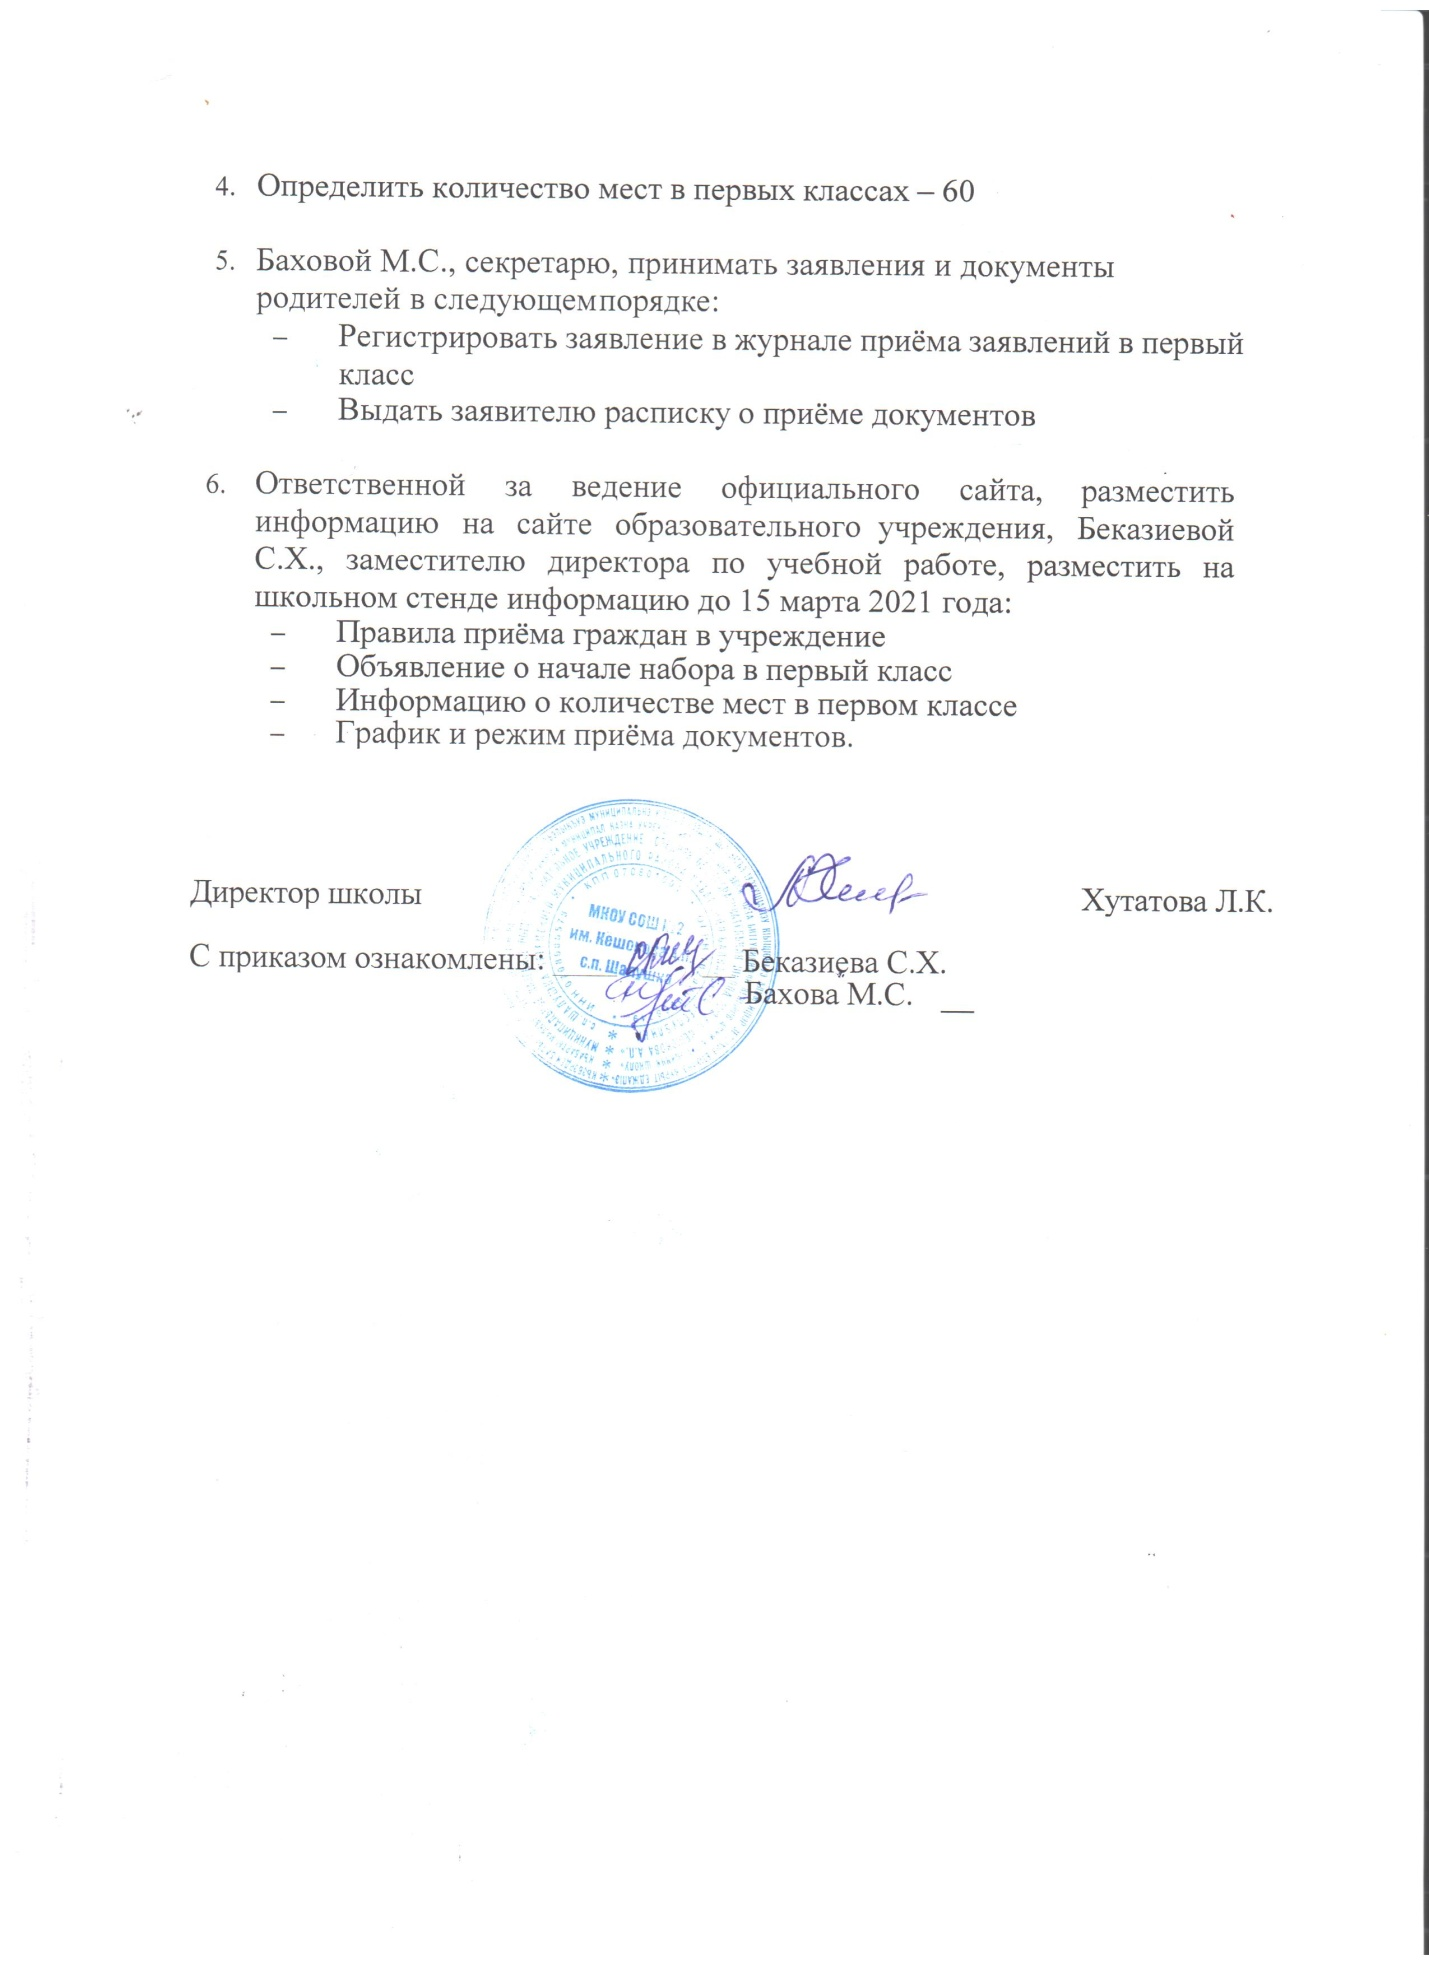 4. Определить количество мест в первых классах – 60
5. Баховой М.С., секретарю, принимать заявления и документы
родителей в следующемпорядке:
– Регистрировать заявление в журнале приёма заявлений в первый
класс
– Выдать заявителю расписку о приёме документов
6. Ответственной за ведение официального сайта, разместить
информацию на сайте образовательного учреждения, Беказиевой
С.Х., заместителю директора по учебной работе, разместить на
школьном стенде информацию до 15 марта 2021 года:
– Правила приёма граждан в учреждение
– Объявление о начале набора в первый класс
– Информацию о количестве мест в первом классе
– График и режим приёма документов.
Директор школы Хутатова Л.К.
С приказом ознакомлены: Беказиева С.Х.
Бахова М.С.
МКОУ СОШ
им.
с.п. Шалушка